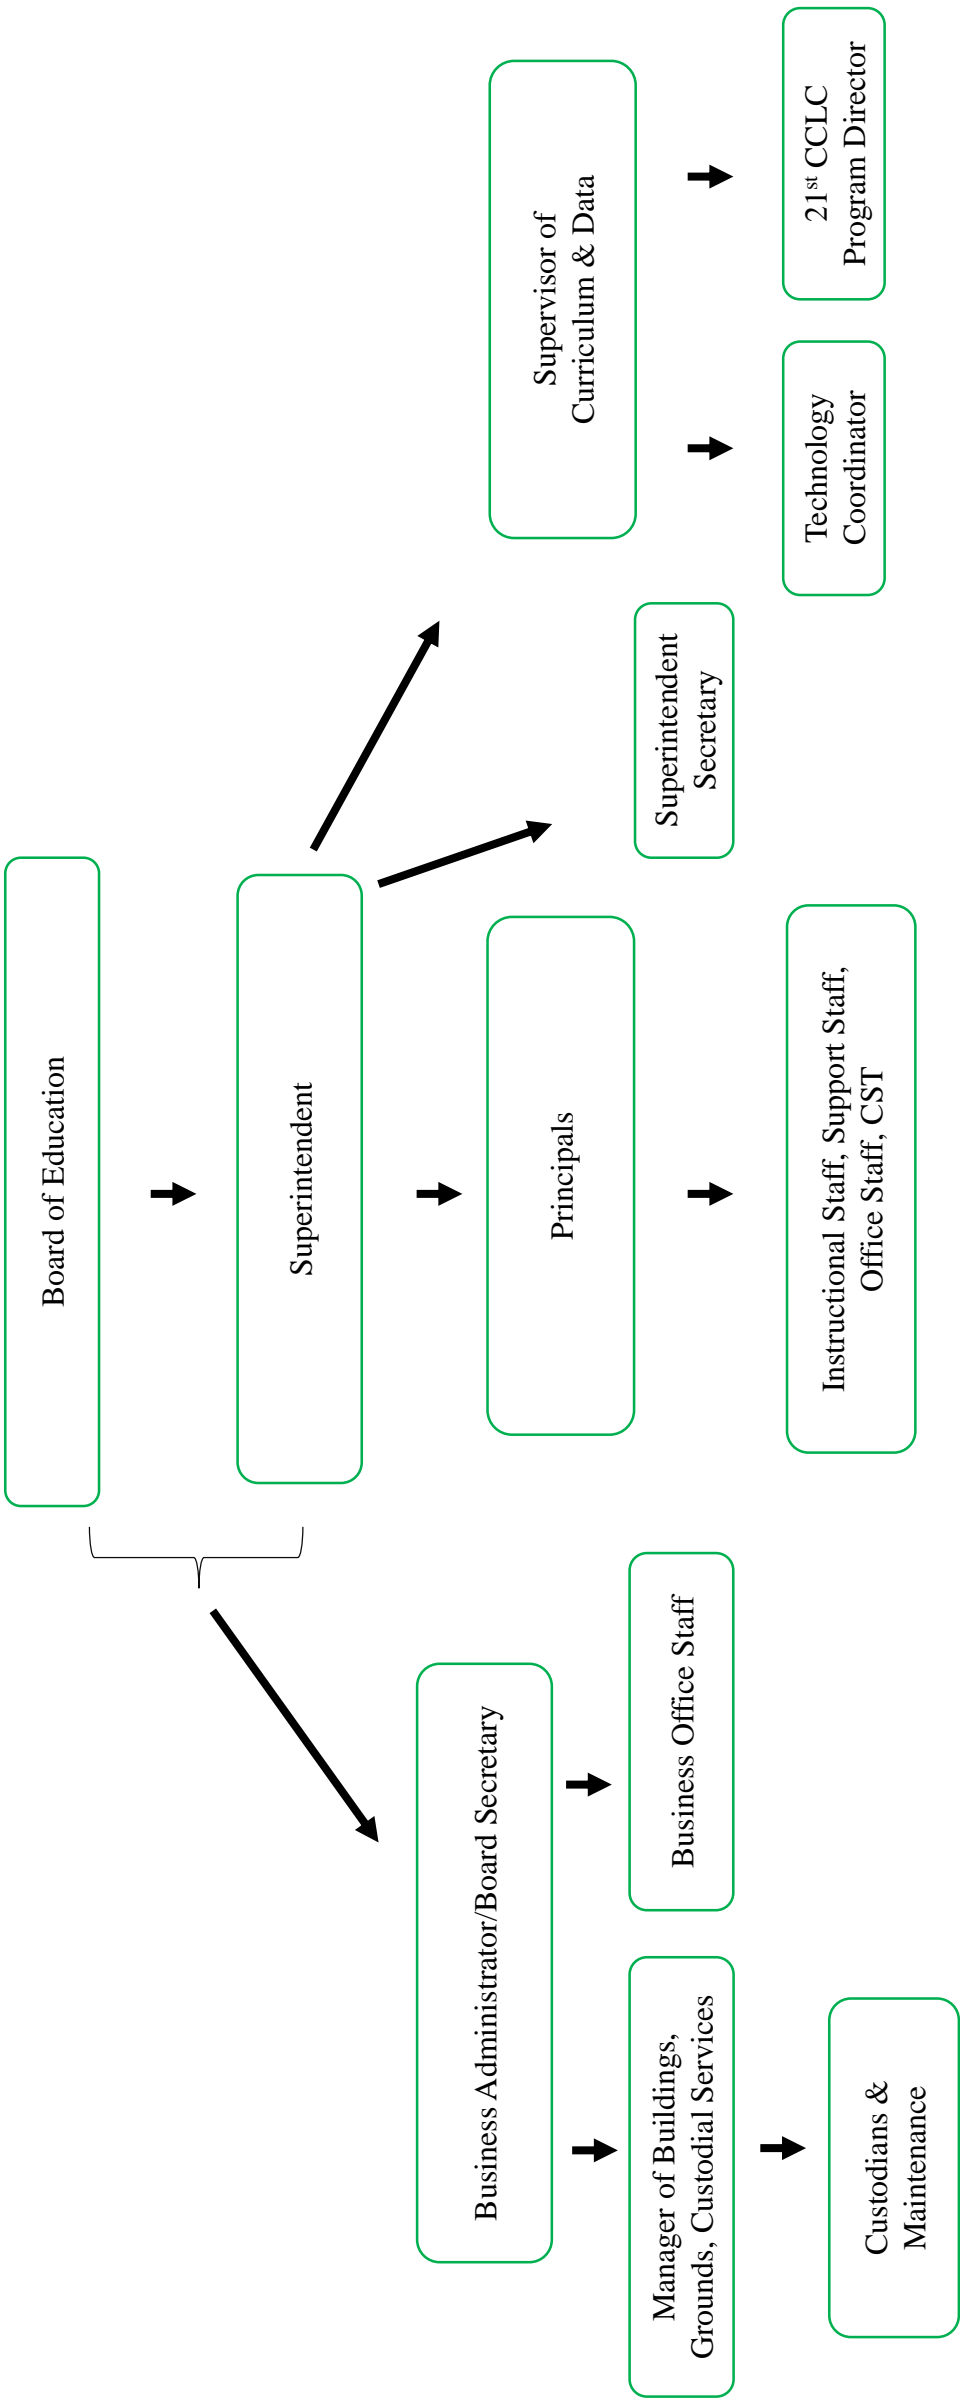 Board of Education
Superintendent
Business Administrator/Board Secretary
Principals
Supervisor of
Curriculum & Data
Manager of Buildings,
Grounds, Custodial Services
Business Office Staff
Superintendent
Secretary
Custodians &
Maintenance
Instructional Staff, Support Staff,
Office Staff, CST
Technology
Coordinator
21st CCLC
Program Director